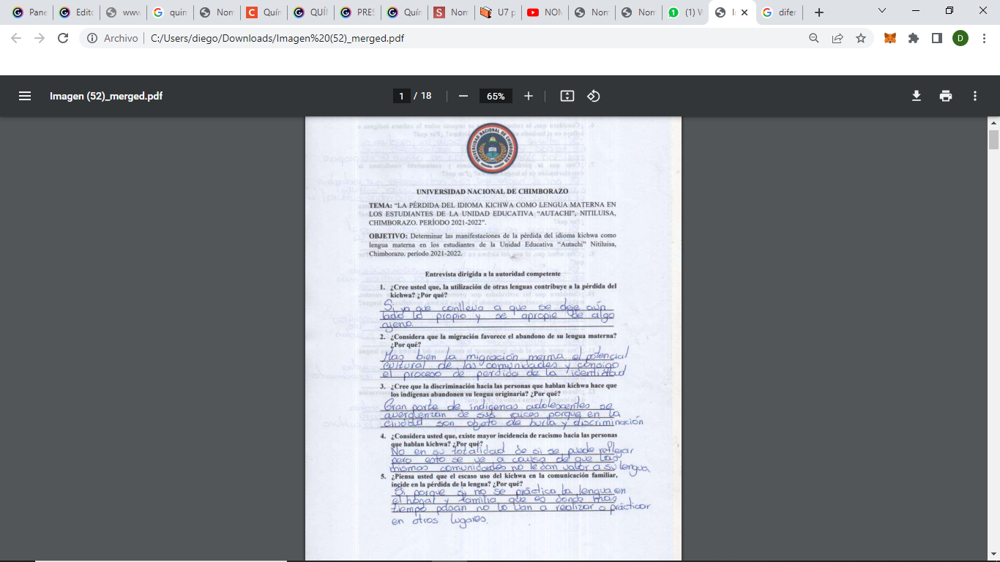 Pane
Edito
www
quin
Nom
Quín
QUÍN
PRES
Quín
Nom
U7 p
NOM
Nom
Nom
(1) W
I
difer
Archivo
C:/Users/diego/Downloads/Imagen%20(52)_merged.pdf
D
Imagen (52)_merged.pdf
1 / 18
65%
UNIVERSIDAD NACIONAL DE CHIMBORAZO
UNIVERSIDAD NACIONAL DE CHIMBORAZO
TEMA: “LA PÉRDIDA DEL IDIOMA KICHWA COMO LENGUA MATERNA EN
LOS ESTUDIANTES DE LA UNIDAD EDUCATIVA “AUTACHI”, NITILUISA,
CHIMBORAZO. PERÍODO 2021-2022”.
OBJETIVO: Determinar las manifestaciones de la pérdida del idioma kichwa como
lengua materna en los estudiantes de la Unidad Educativa “Autachi” Nitiluisa,
Chimborazo. período 2021-2022.
Entrevista dirigida a la autoridad competente
1. ¿Cree usted que, la utilización de otras lenguas contribuye a la pérdida del
kichwa? ¿Por qué?
Si ya que conlleva a que se deje aún
lado lo propio y se apropie de algo
ajeno.
2. ¿Considera que la migración favorece el abandono de su lengua materna?
¿Por qué?
Mas bien la migración merma el potencial
cultural de las comunidades y consigo
el proceso de perdida de la identidad
3. ¿Cree que la discriminación hacia las personas que hablan kichwa hace que
los indígenas abandonen su lengua originaria? ¿Por qué?
Gran parte de indígenas adolescentes se
averguenzan de sus raices porque en la
ciudad son objeto de burla y discriminación
4. ¿Considera usted que, existe mayor incidencia de racismo hacia las personas
que hablan kichwa? ¿Por qué?
No en su totalidad de si se puede reflejar
pero esto se ve a causa de que las
mismas comunidades no le dan valor a su lengua
5. ¿Piensa usted que el escaso uso del kichwa en la comunicación familiar,
incide en la pérdida de la lengua? ¿Por qué?
Si porque si no se práctica la lengua en
el hogar y familia que es donde mas
tiempo pasan no lo van a realizar o prácticar
en otros lugares.